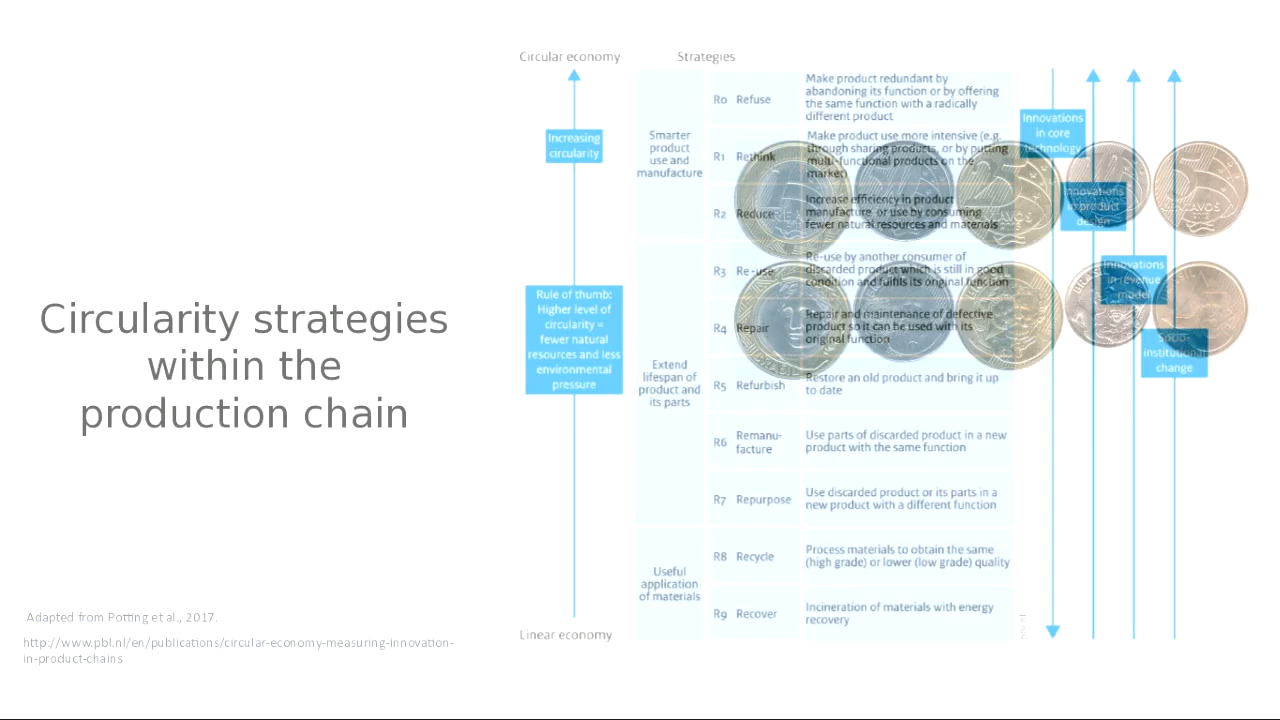 Circularity strategies
within the
production chain
Adapted from Potting et al., 2017.
http://www.pbl.nl/en/publications/circular-economy-measuring-innovation-
in-product-chains
Circular economy
Strategies
Increasing
circularity
Rule of thumb:
Higher level of
circularity =
fewer natural
resources and less
environmental
pressure
Linear economy
Smarter
product
use and
manufacture
R0 Refuse
Make product redundant by
abandoning its function or by offering
the same function with a radically
different product
R1 Rethink
Make product use more intensive (e.g.
through sharing products, or by putting
multi-functional products on the
market)
R2 Reduce
Increase efficiency in product
manufacture or use by consuming
fewer natural resources and materials
Extend
lifespan of
product and
its parts
R3 Re-use
Re-use by another consumer of
discarded product which is still in good
condition and fulfils its original function
R4 Repair
Repair and maintenance of defective
product so it can be used with its
original function
R5 Refurbish
Restore an old product and bring it up
to date
R6 Remanu-
facture
Use parts of discarded product in a new
product with the same function
R7 Repurpose
Use discarded product or its parts in a
new product with a different function
Useful
application
of materials
R8 Recycle
Process materials to obtain the same
(high grade) or lower (low grade) quality
R9 Recover
Incineration of materials with energy
recovery
Innovations
in core
technology
Innovations
in product
design
Innovations
in revenue
model
Socio-
institutional
change
pbl.nl